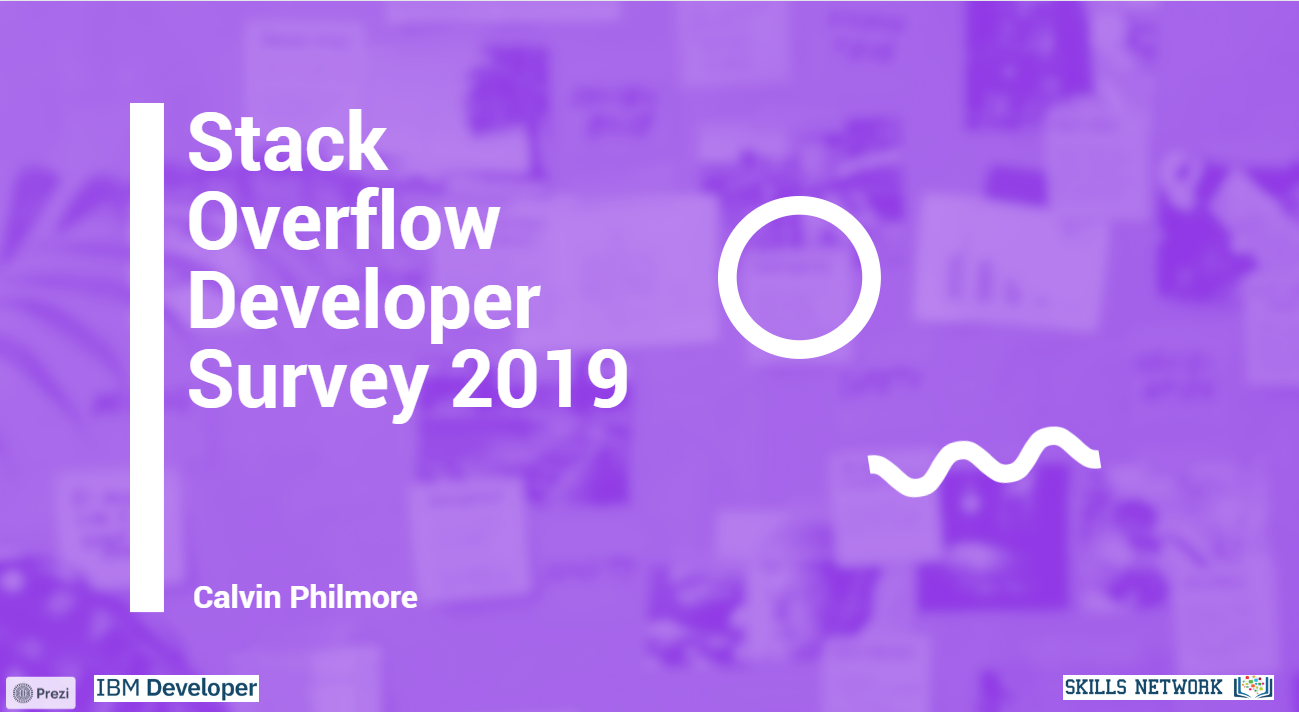 Stack
Overflow
Developer
Survey 2019
Calvin Philmore
Prezi
IBM Developer
SKILLS NETWORK